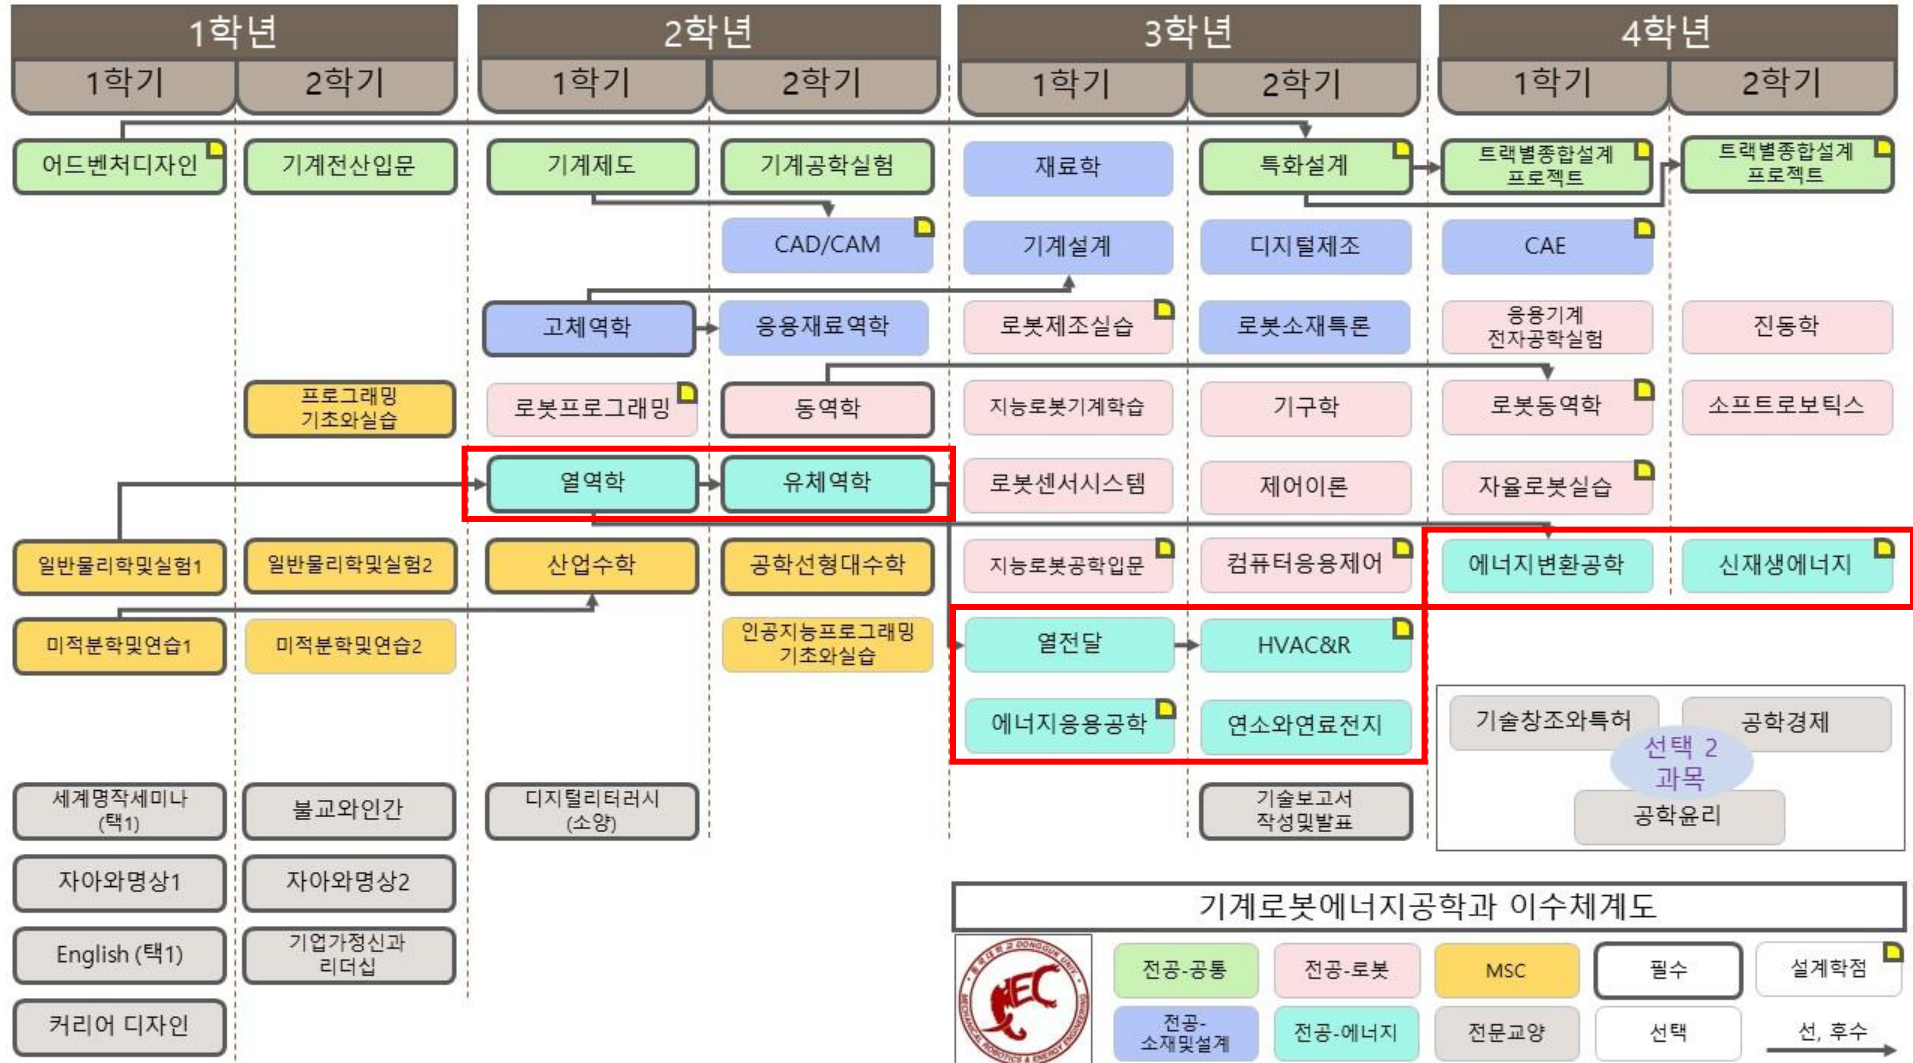 1학년
2학년
3학년
4학년
1학기
2학기
1학기
2학기
1학기
2학기
1학기
2학기
어드벤처디자인
기계전산입문
기계제도
기계공학실험
재료학
특화설계
트랙별종합설계
프로젝트
트랙별종합설계
프로젝트
CAD/CAM
기계설계
디지털제조
CAE
고체역학
응용재료역학
로봇제조실습
로봇소재특론
응용기계
전자공학실험
진동학
프로그래밍
기초와실습
로봇프로그래밍
동역학
지능로봇기계학습
기구학
로봇동역학
소프트로보틱스
열역학
유체역학
로봇센서시스템
제어이론
자율로봇실습
일반물리학및실험1
일반물리학및실험2
산업수학
공학선형대수학
지능로봇공학입문
컴퓨터응용제어
에너지변환공학
신재생에너지
미적분학및연습1
미적분학및연습2
인공지능프로그래밍
기초와실습
열전달
HVAC&R
에너지응용공학
연소와연료전지
기술창조와특허
공학경제
선택 2
과목
공학윤리
세계명작세미나
(택1)
불교와인간
디지털리터러시
(소양)
기술보고서
작성및발표
자아와명상1
자아와명상2
English (택1)
기업가정신과
리더십
커리어 디자인
기계로봇에너지공학과 이수체계도
동국대학교 DONGGUK UNIV.
MEC
MECHANICAL ROBOTICS & ENERGY ENGINEERING
전공-공통
전공-로봇
MSC
필수
설계학점
전공-
소재및설계
전공-에너지
전문교양
선택
선, 후수